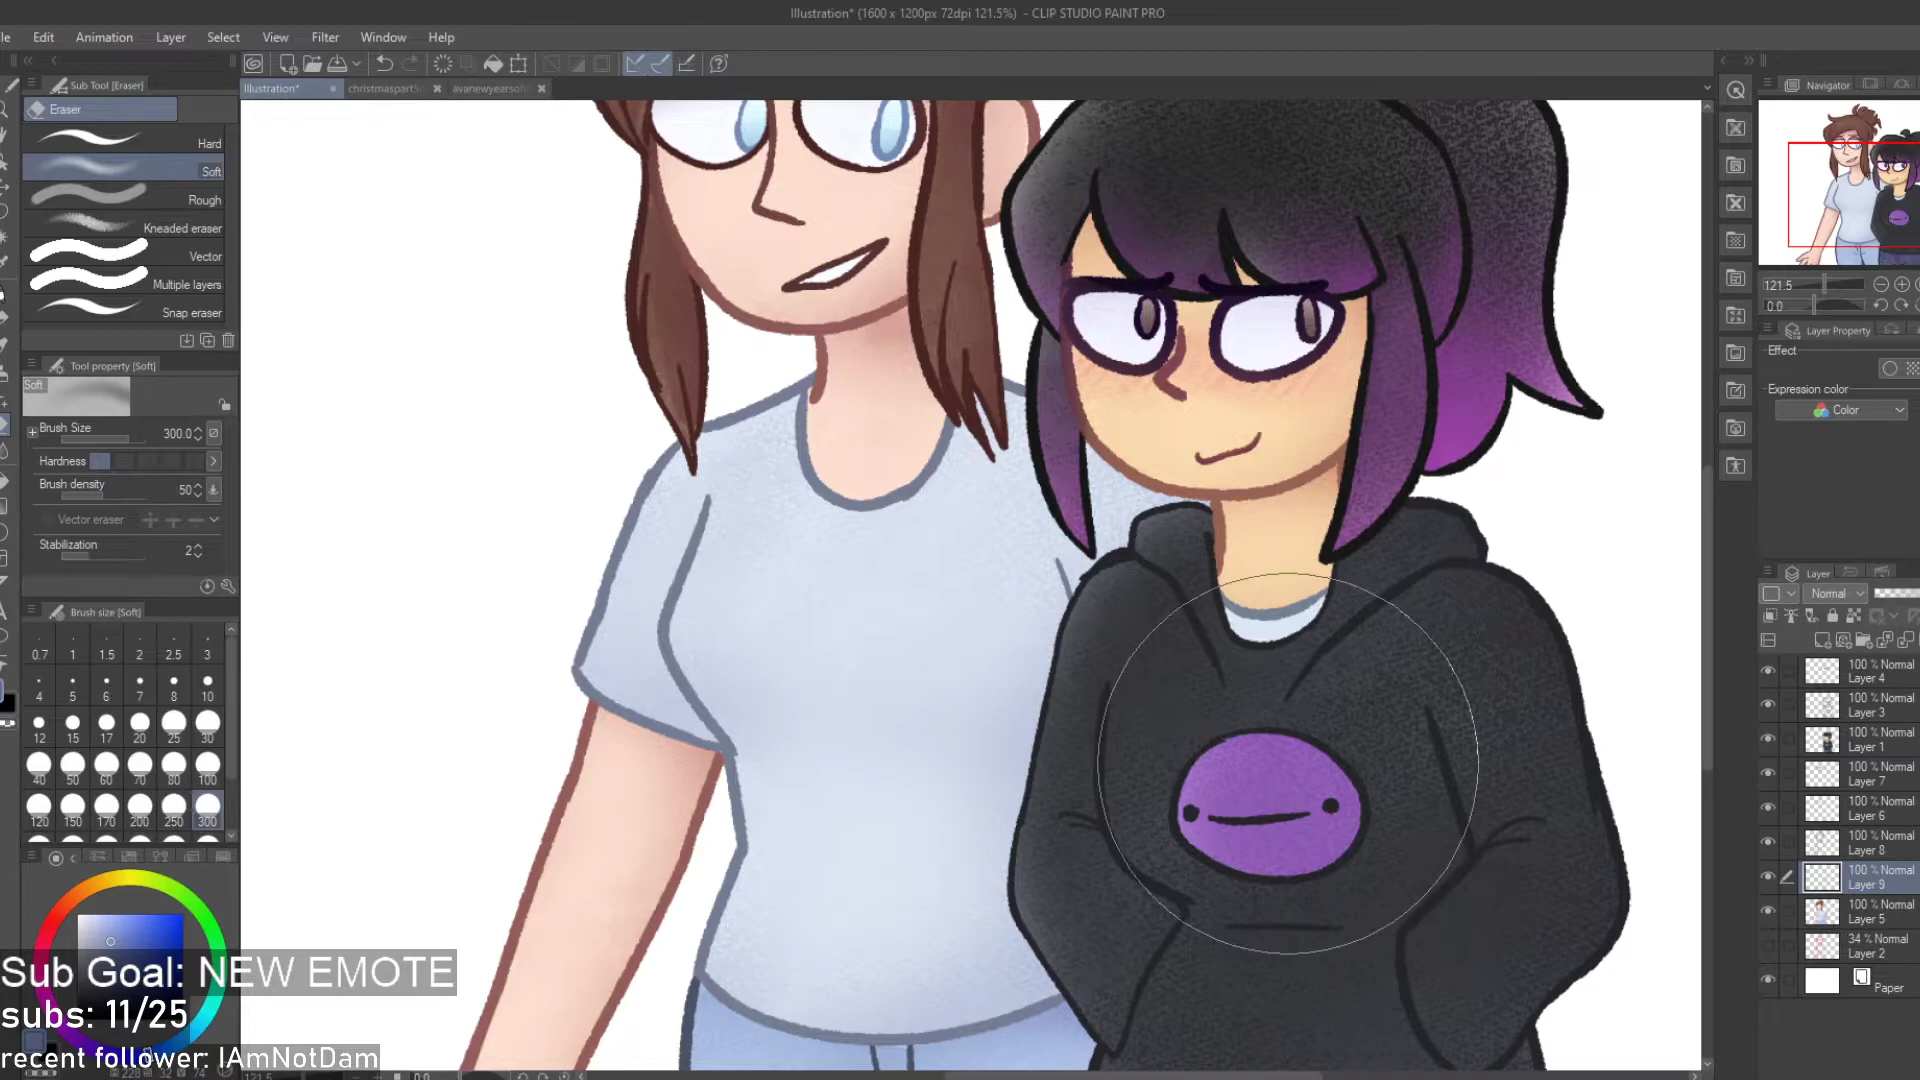 Illustration* (1600 x 1200px 72dpi 121.5%) - CLIP STUDIO PAINT PRO
Edit Animation Layer Select View Filter Window Help
Sub Tool [Eraser]
Illustration* christmaspart5 avanewyearsof
Navigator
Eraser
Hard
Soft
Rough
Kneaded eraser
Vector
Multiple layers
Snap eraser
121.5
0.0
Layer Property
Effect
Tool property [Soft]
Soft
Expression color
Color
Brush Size 300.0
Hardness
Brush density 50
Vector eraser
Stabilization 2
Layer
Normal
Brush size [Soft]
0.7 1 1.5 2 2.5 3
4 5 6 7 8 10
12 15 17 20 25 30
40 50 60 70 80 100
120 150 170 200 250 300
100 % Normal
Layer 4
100 % Normal
Layer 3
100 % Normal
Layer 1
100 % Normal
Layer 7
100 % Normal
Layer 6
100 % Normal
Layer 8
100 % Normal
Layer 9
100 % Normal
Layer 5
34 % Normal
Layer 2
Paper
Sub Goal: NEW EMOTE
subs: 11/25
recent follower: IAmNotDam